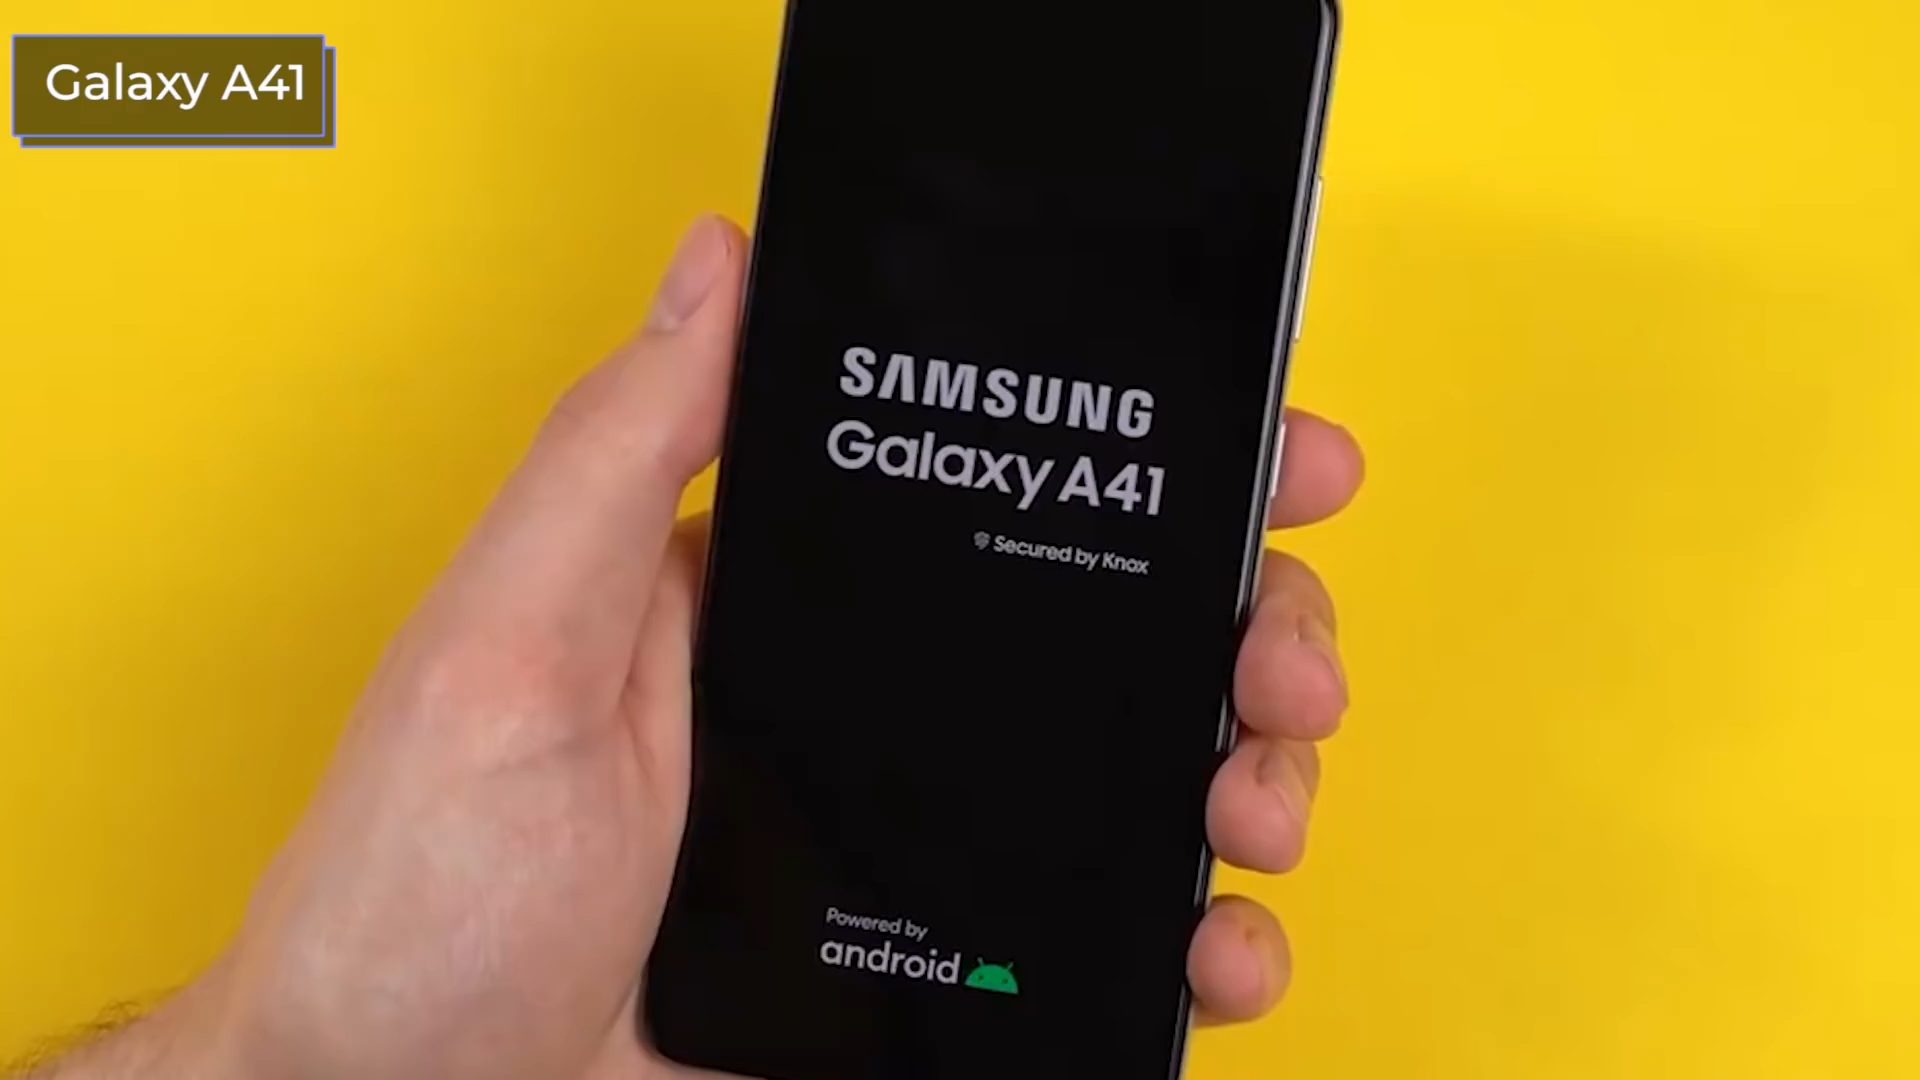 Galaxy A41
SAMSUNG
Galaxy A41
Secured by Knox
Powered by
android